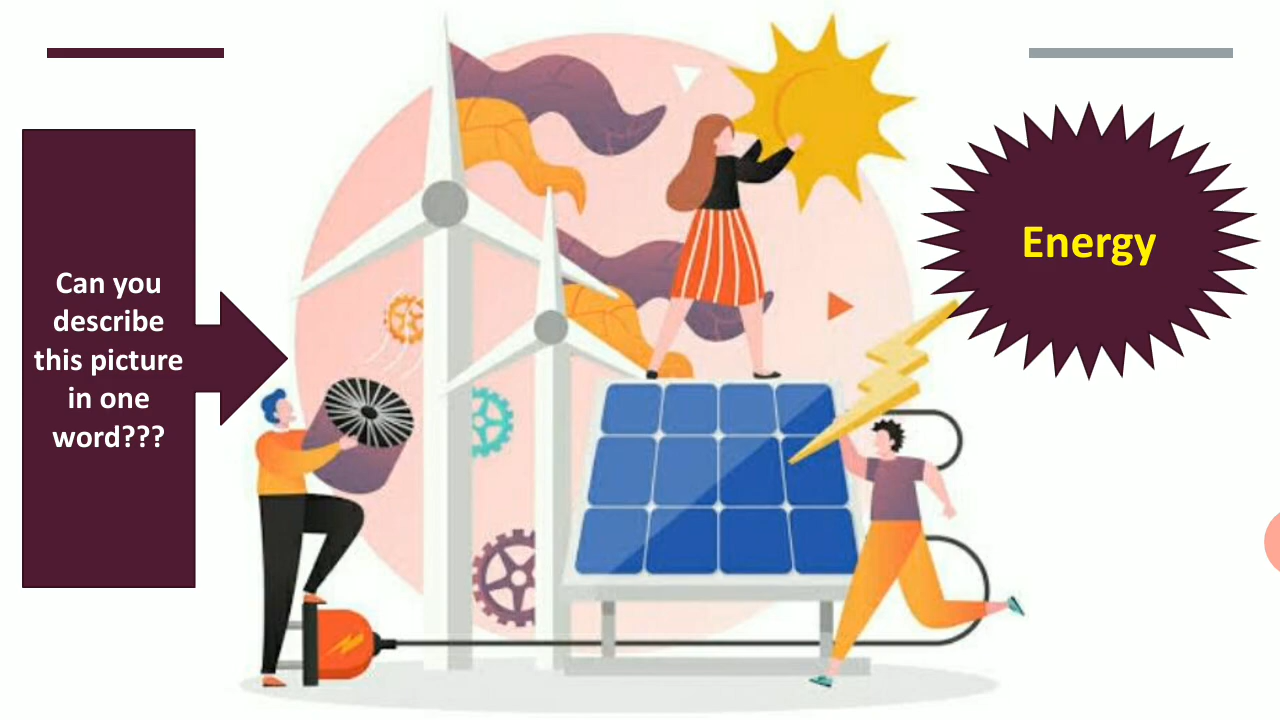 Can you
describe
this picture
in one
word???
Energy